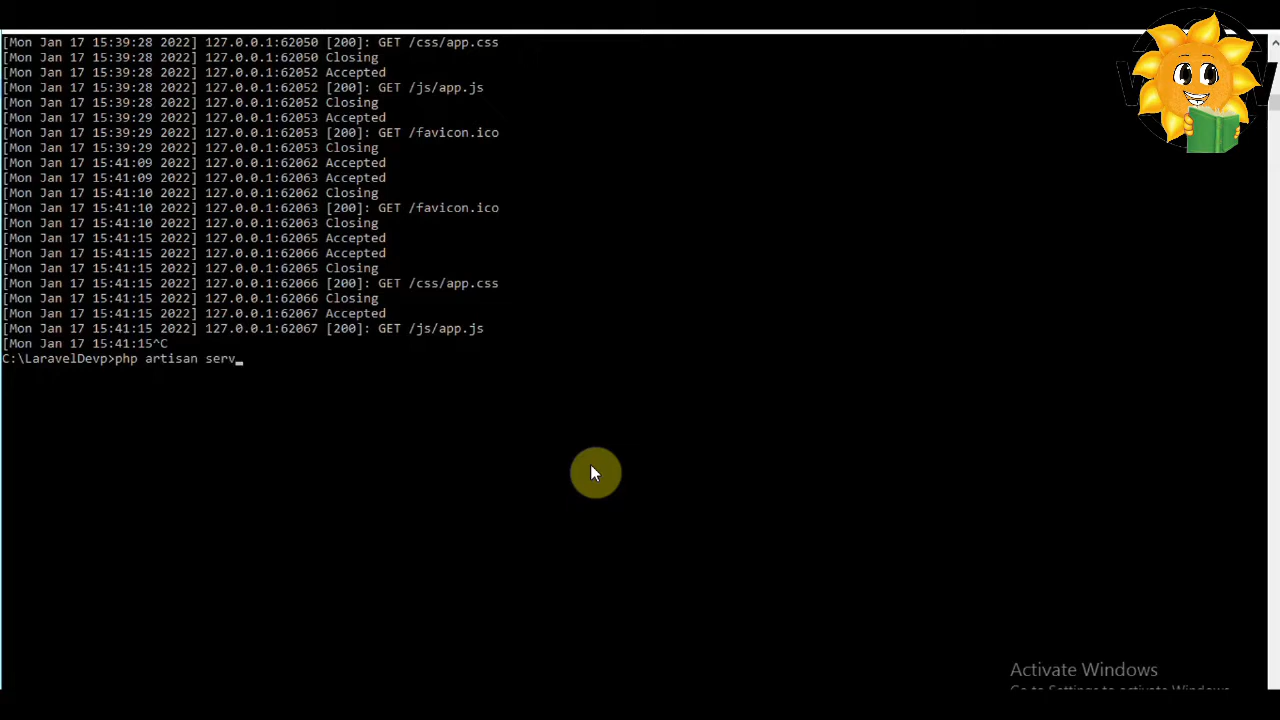 [Mon Jan 17 15:39:28 2022] 127.0.0.1:62050 [200]: GET /css/app.css
[Mon Jan 17 15:39:28 2022] 127.0.0.1:62050 Closing
[Mon Jan 17 15:39:28 2022] 127.0.0.1:62052 Accepted
[Mon Jan 17 15:39:28 2022] 127.0.0.1:62052 [200]: GET /js/app.js
[Mon Jan 17 15:39:28 2022] 127.0.0.1:62052 Closing
[Mon Jan 17 15:39:29 2022] 127.0.0.1:62053 Accepted
[Mon Jan 17 15:39:29 2022] 127.0.0.1:62053 [200]: GET /favicon.ico
[Mon Jan 17 15:39:29 2022] 127.0.0.1:62053 Closing
[Mon Jan 17 15:41:09 2022] 127.0.0.1:62062 Accepted
[Mon Jan 17 15:41:09 2022] 127.0.0.1:62063 Accepted
[Mon Jan 17 15:41:10 2022] 127.0.0.1:62062 Closing
[Mon Jan 17 15:41:10 2022] 127.0.0.1:62063 [200]: GET /favicon.ico
[Mon Jan 17 15:41:10 2022] 127.0.0.1:62063 Closing
[Mon Jan 17 15:41:15 2022] 127.0.0.1:62065 Accepted
[Mon Jan 17 15:41:15 2022] 127.0.0.1:62066 Accepted
[Mon Jan 17 15:41:15 2022] 127.0.0.1:62065 Closing
[Mon Jan 17 15:41:15 2022] 127.0.0.1:62066 [200]: GET /css/app.css
[Mon Jan 17 15:41:15 2022] 127.0.0.1:62066 Closing
[Mon Jan 17 15:41:15 2022] 127.0.0.1:62067 Accepted
[Mon Jan 17 15:41:15 2022] 127.0.0.1:62067 [200]: GET /js/app.js
[Mon Jan 17 15:41:15^C
C:\LaravelDevp>php artisan serv_
Activate Windows
Go to Settings to activate Windows.